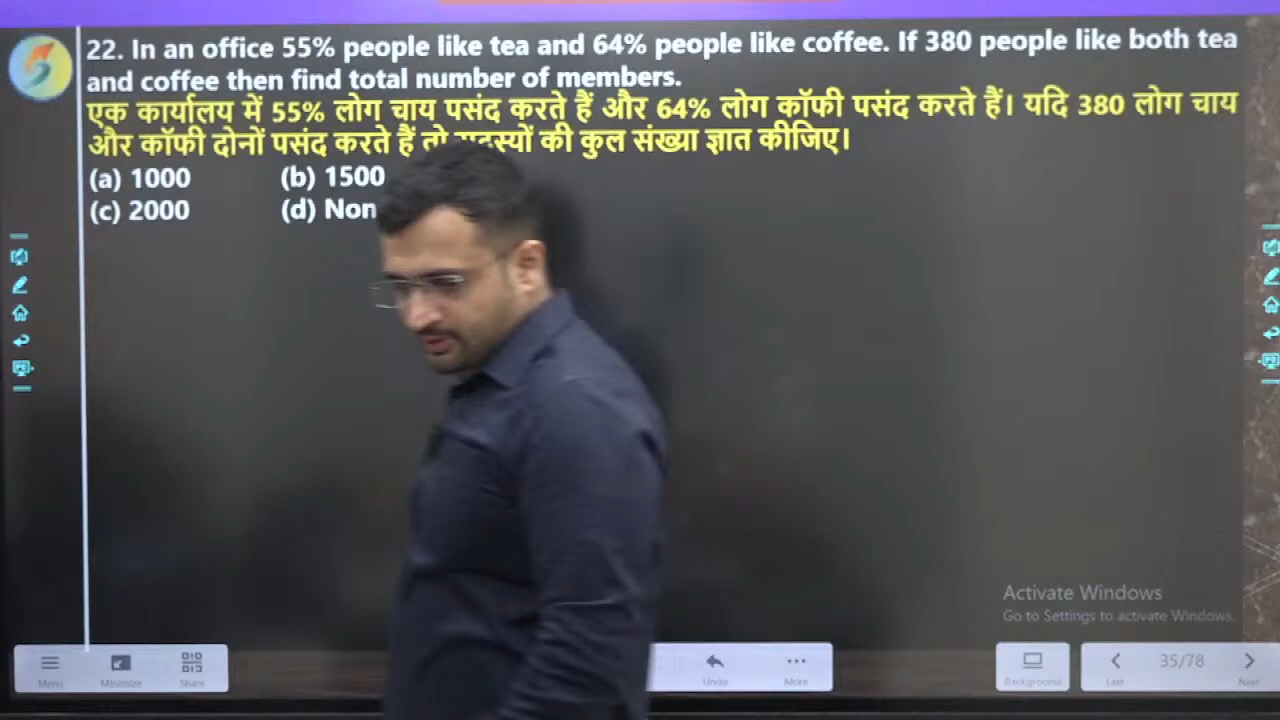 22. In an office 55% people like tea and 64% people like coffee. If 380 people like both tea
and coffee then find total number of members.
एक कार्यालय में 55% लोग चाय पसंद करते हैं और 64% लोग कॉफी पसंद करते हैं। यदि 380 लोग चाय
और कॉफी दोनों पसंद करते हैं तो की कुल संख्या ज्ञात कीजिए।
(a) 1000 (b) 1500
(c) 2000 (d)
Activate Windows
Go to Settings to activate Windows.
Menu Minimize Share Undo More Background Last 35/78 Next